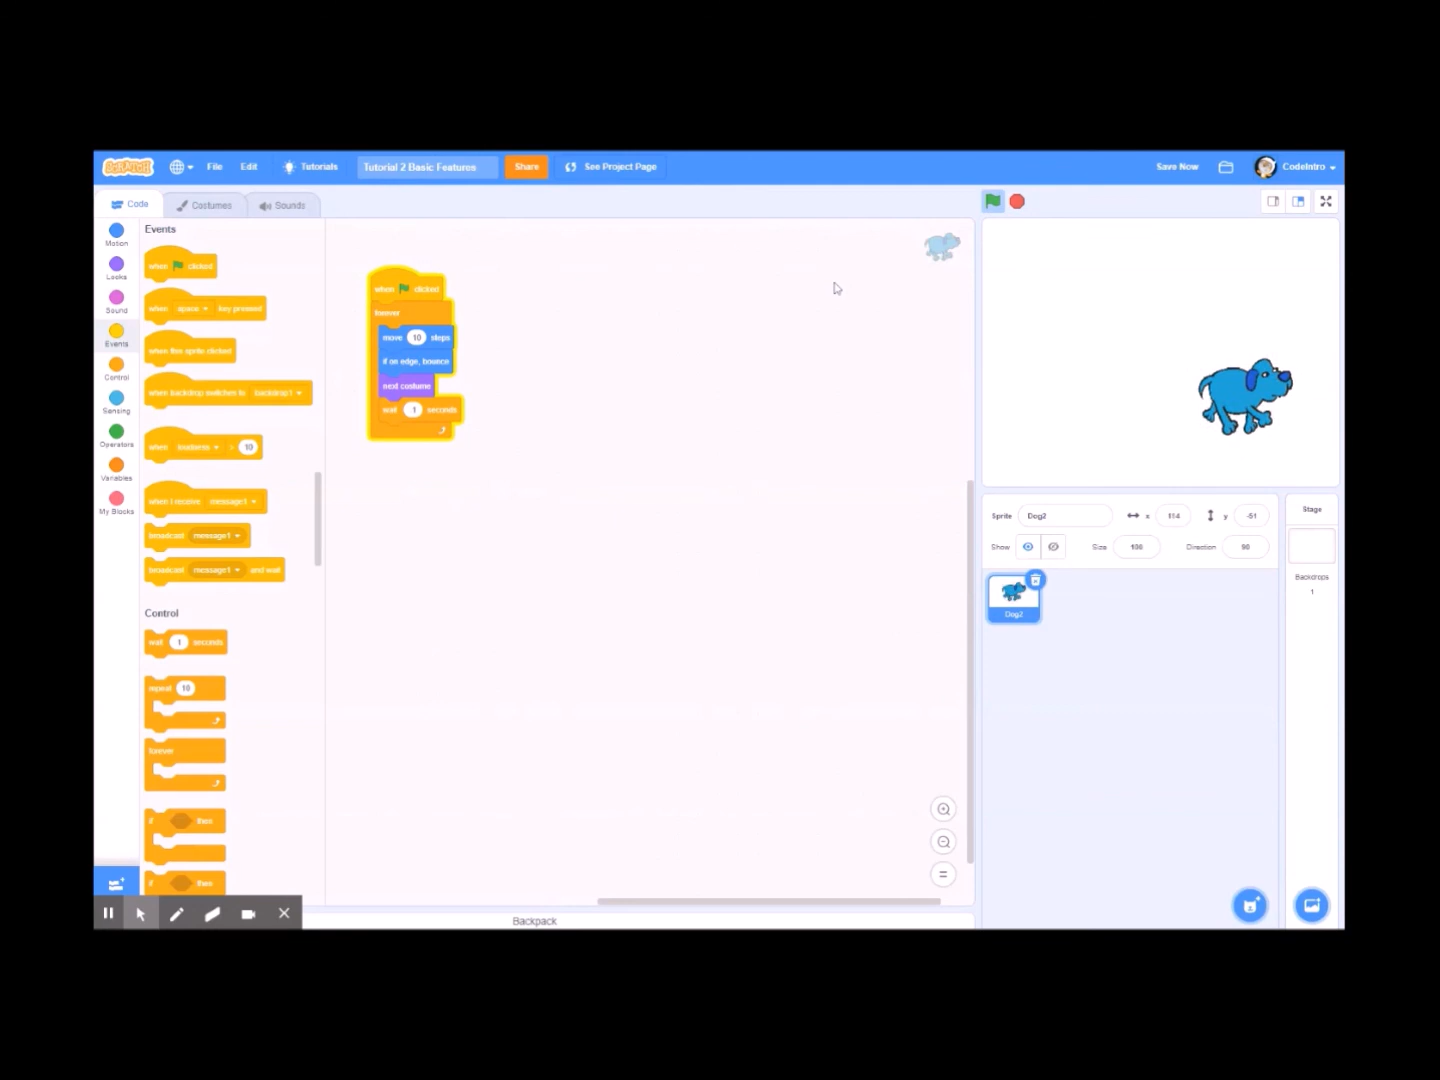 SCRATCH
File
Edit
Tutorials
Tutorial 2 Basic Features
Share
See Project Page
Save Now
CodeIntro
Code
Costumes
Sounds
Motion
Looks
Sound
Events
Control
Sensing
Operators
Variables
My Blocks
Events
when clicked
when space key pressed
when this sprite clicked
when backdrop switches to backdrop1
when loudness > 10
when I receive message1
broadcast message1
broadcast message1 and wait
Control
wait 1 seconds
repeat 10
forever
if then
if then
when clicked
forever
move 10 steps
if on edge, bounce
next costume
wait 1 seconds
Backpack
Sprite Dog2 x 114 y -51
Show Size 100 Direction 90
Dog2
Stage
Backdrops
1